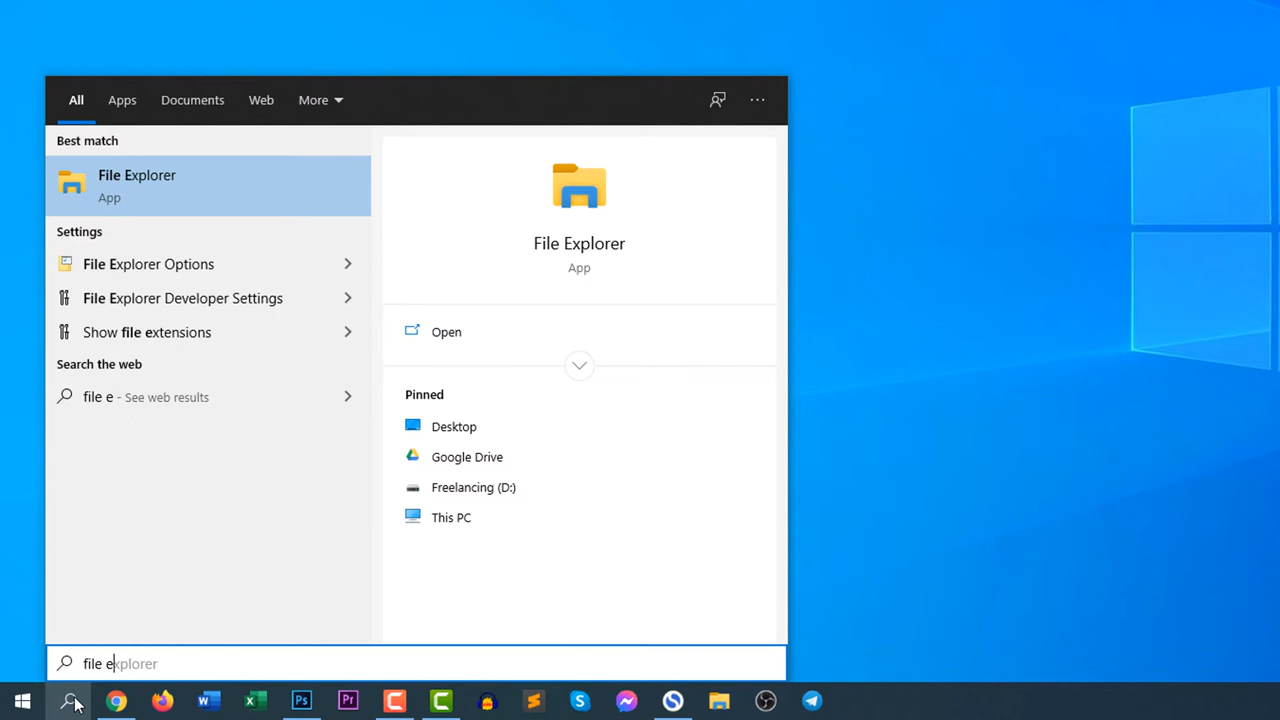 All Apps Documents Web More
Best match
File Explorer
App
Settings
File Explorer Options
File Explorer Developer Settings
Show file extensions
Search the web
file e - See web results
File Explorer
App
Open
Pinned
Desktop
Google Drive
Freelancing (D:)
This PC
file explorer
W X Ps Pr C C S S